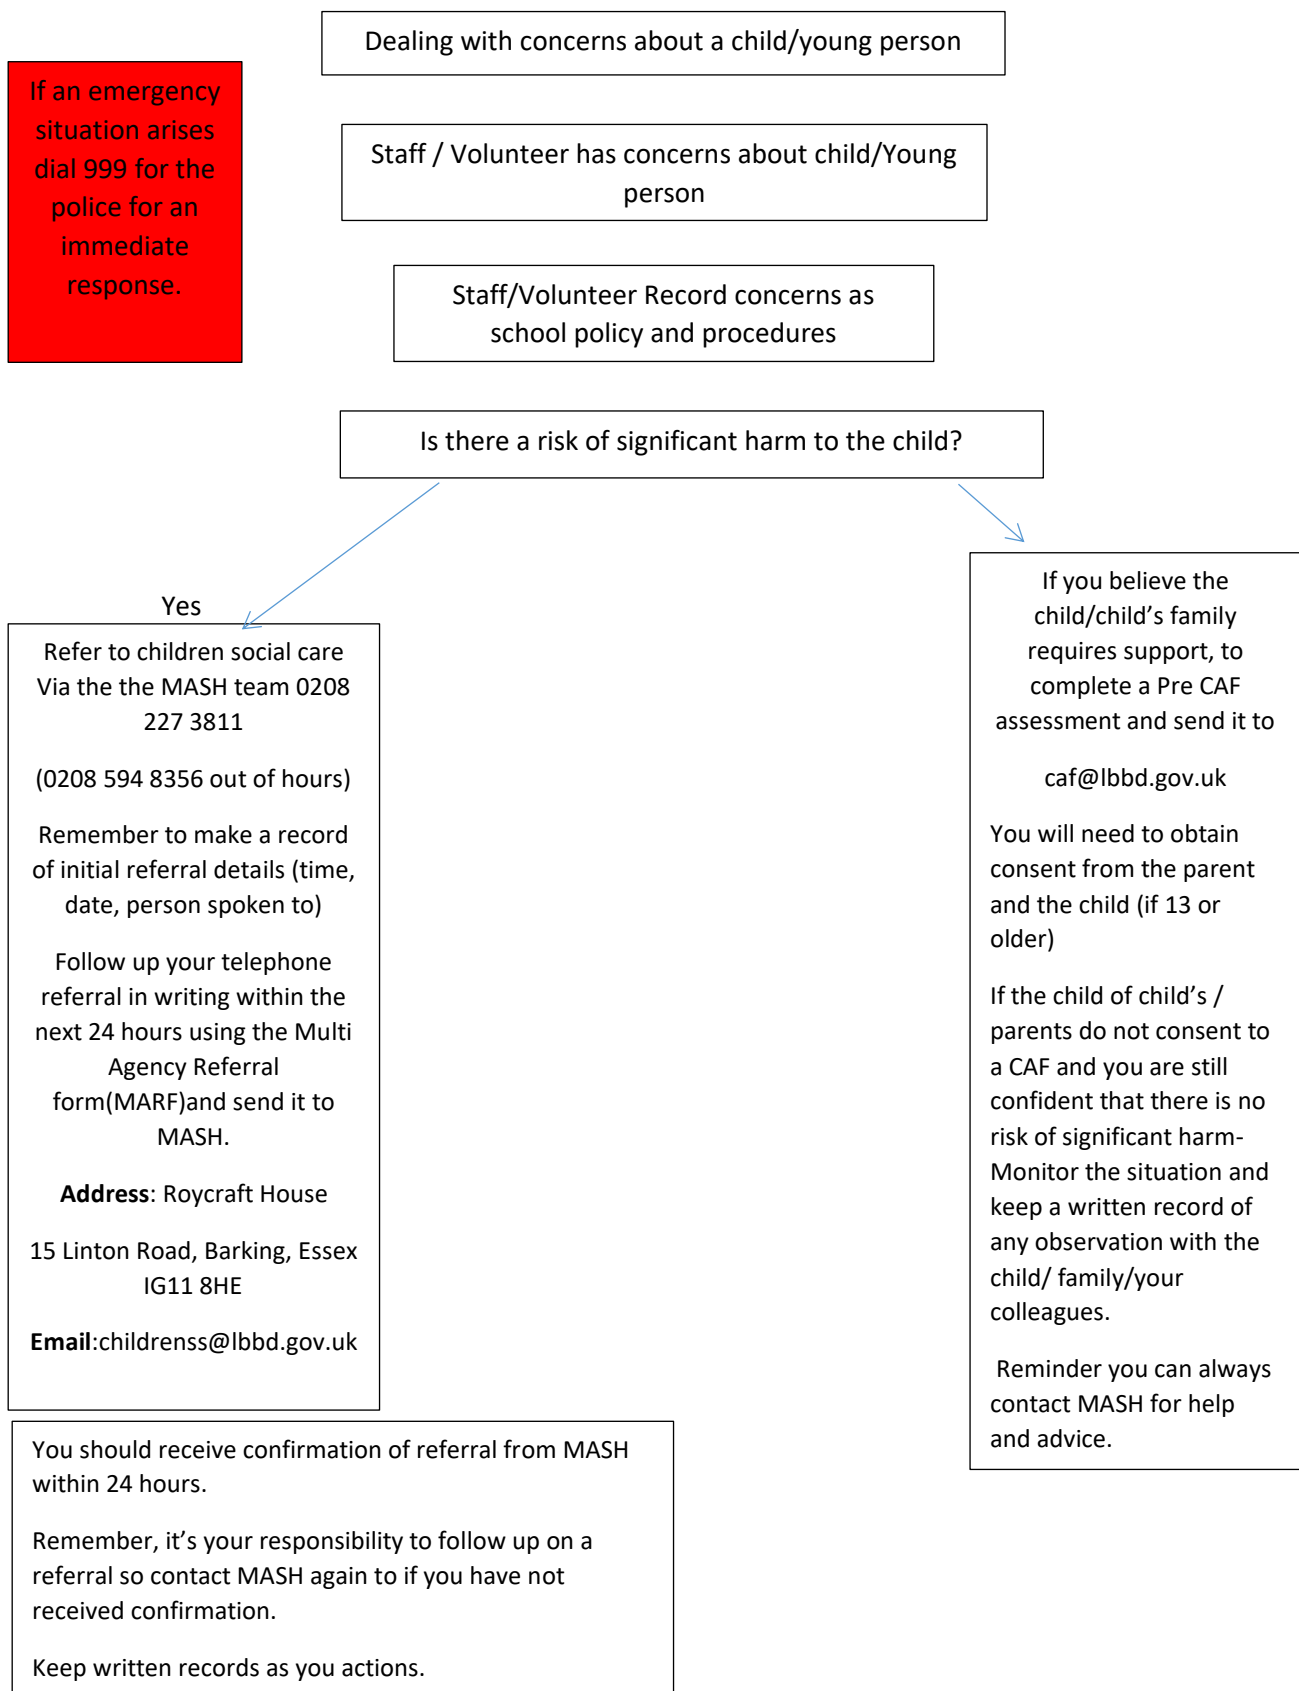 Dealing with concerns about a child/young person
If an emergency
situation arises
dial 999 for the
police for an
immediate
response.
Staff / Volunteer has concerns about child/Young
person
Staff/Volunteer Record concerns as
school policy and procedures
Is there a risk of significant harm to the child?
Yes
Refer to children social care
Via the the MASH team 0208
227 3811
(0208 594 8356 out of hours)
Remember to make a record
of initial referral details (time,
date, person spoken to)
Follow up your telephone
referral in writing within the
next 24 hours using the Multi
Agency Referral
form(MARF)and send it to
MASH.
Address: Roycraft House
15 Linton Road, Barking, Essex
IG11 8HE
Email:childrenss@lbbd.gov.uk
If you believe the
child/child’s family
requires support, to
complete a Pre CAF
assessment and send it to
caf@lbbd.gov.uk
You will need to obtain
consent from the parent
and the child (if 13 or
older)
If the child of child’s /
parents do not consent to
a CAF and you are still
confident that there is no
risk of significant harm-
Monitor the situation and
keep a written record of
any observation with the
child/ family/your
colleagues.
Reminder you can always
contact MASH for help
and advice.
You should receive confirmation of referral from MASH
within 24 hours.
Remember, it’s your responsibility to follow up on a
referral so contact MASH again to if you have not
received confirmation.
Keep written records as you actions.